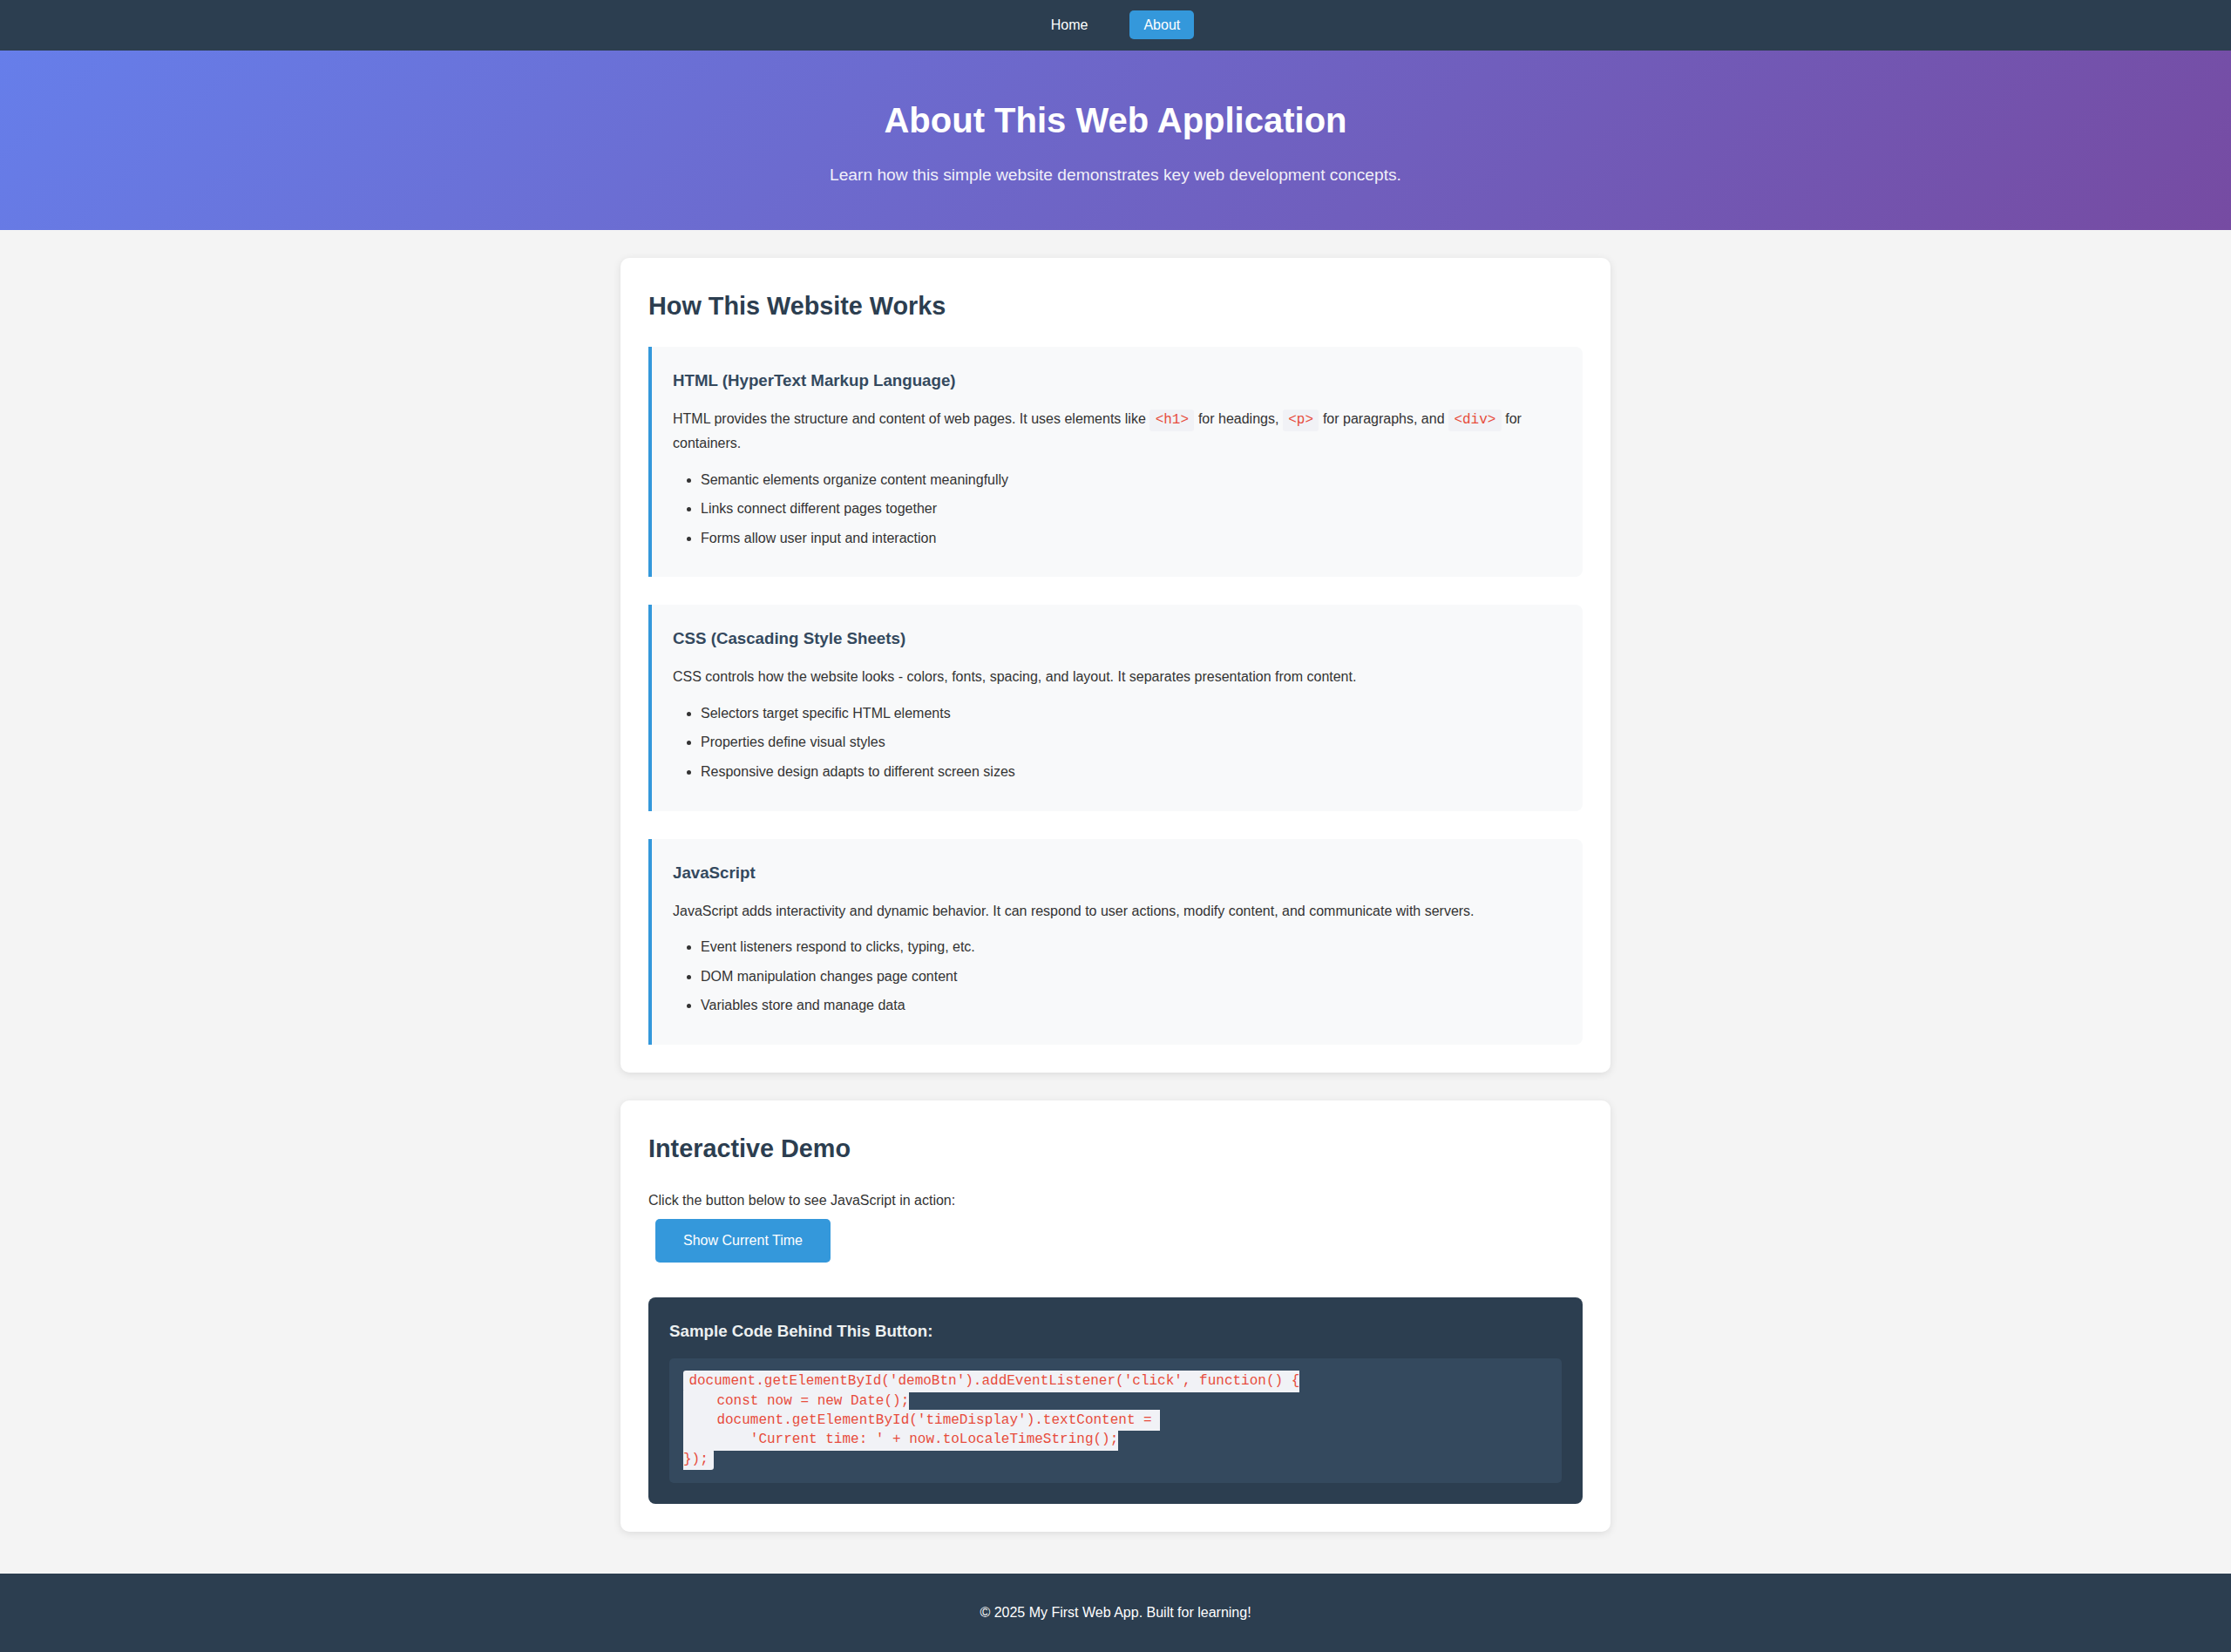 Home About
About This Web Application
Learn how this simple website demonstrates key web development concepts.
How This Website Works
HTML (HyperText Markup Language)
HTML provides the structure and content of web pages. It uses elements like <h1> for headings, <p> for paragraphs, and <div> for
containers.
• Semantic elements organize content meaningfully
• Links connect different pages together
• Forms allow user input and interaction
CSS (Cascading Style Sheets)
CSS controls how the website looks - colors, fonts, spacing, and layout. It separates presentation from content.
• Selectors target specific HTML elements
• Properties define visual styles
• Responsive design adapts to different screen sizes
JavaScript
JavaScript adds interactivity and dynamic behavior. It can respond to user actions, modify content, and communicate with servers.
• Event listeners respond to clicks, typing, etc.
• DOM manipulation changes page content
• Variables store and manage data
Interactive Demo
Click the button below to see JavaScript in action:
Show Current Time
Sample Code Behind This Button:
document.getElementById('demoBtn').addEventListener('click', function() {
    const now = new Date();
    document.getElementById('timeDisplay').textContent =
        'Current time: ' + now.toLocaleTimeString();
});
© 2025 My First Web App. Built for learning!